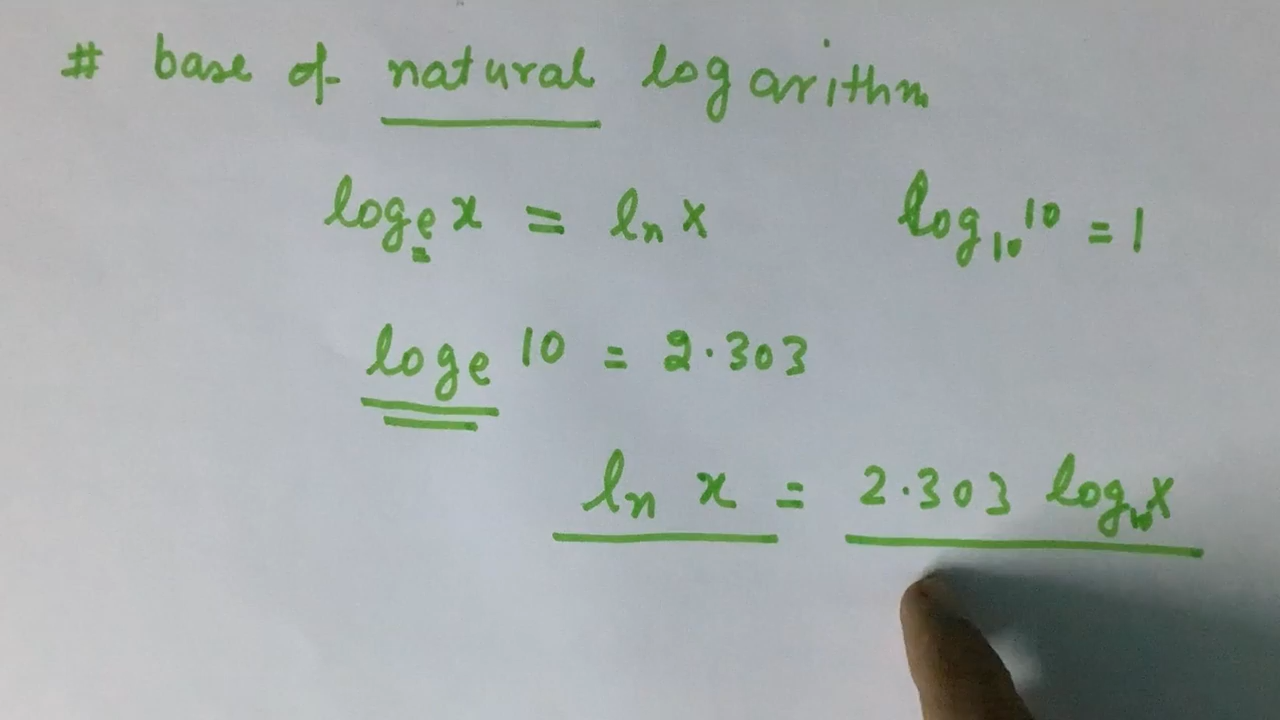 # base of natural logarithm
logₑ x = ln x log₁₀ 10 = 1
logₑ 10 = 2.303
ln x = 2.303 log₁₀ x